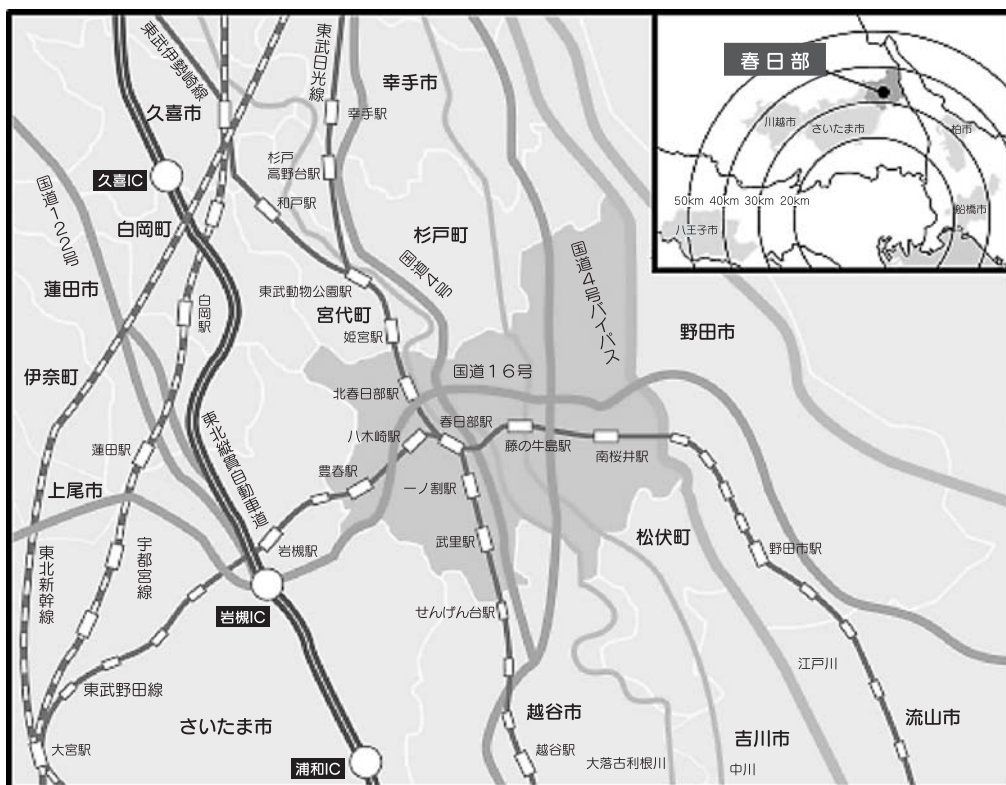 東武伊勢崎線
東武日光線
幸手市
久喜市
幸手駅
杉戸
高野台駅
久喜IC
和戸駅
国道122号
白岡町
杉戸町
国道4号
蓮田市
東武動物公園駅
国道4号バイパス
白岡駅
宮代町
姫宮駅
野田市
伊奈町
国道16号
北春日部駅
春日部駅
八木崎駅
藤の牛島駅
南桜井駅
蓮田駅
東北縦貫自動車道
豊春駅
一ノ割駅
上尾市
武里駅
松伏町
岩槻駅
野田市駅
東北新幹線
宇都宮線
岩槻IC
せんげん台駅
江戸川
東武野田線
さいたま市
越谷市
吉川市
流山市
大宮駅
浦和IC
越谷駅
大落古利根川
中川
春日部
川越市
さいたま市
柏市
50km
40km
30km
20km
船橋市
八王子市